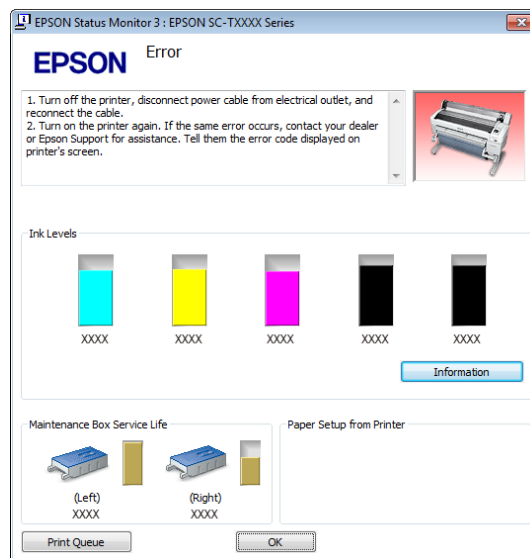 EPSON Status Monitor 3 : EPSON SC-TXXXX Series
EPSON
Error
1. Turn off the printer, disconnect power cable from electrical outlet, and
reconnect the cable.
2. Turn on the printer again. If the same error occurs, contact your dealer
or Epson Support for assistance. Tell them the error code displayed on
printer's screen.
Ink Levels
XXXX XXXX XXXX XXXX XXXX
Information
Maintenance Box Service Life
Paper Setup from Printer
(Left) (Right)
XXXX XXXX
Print Queue OK